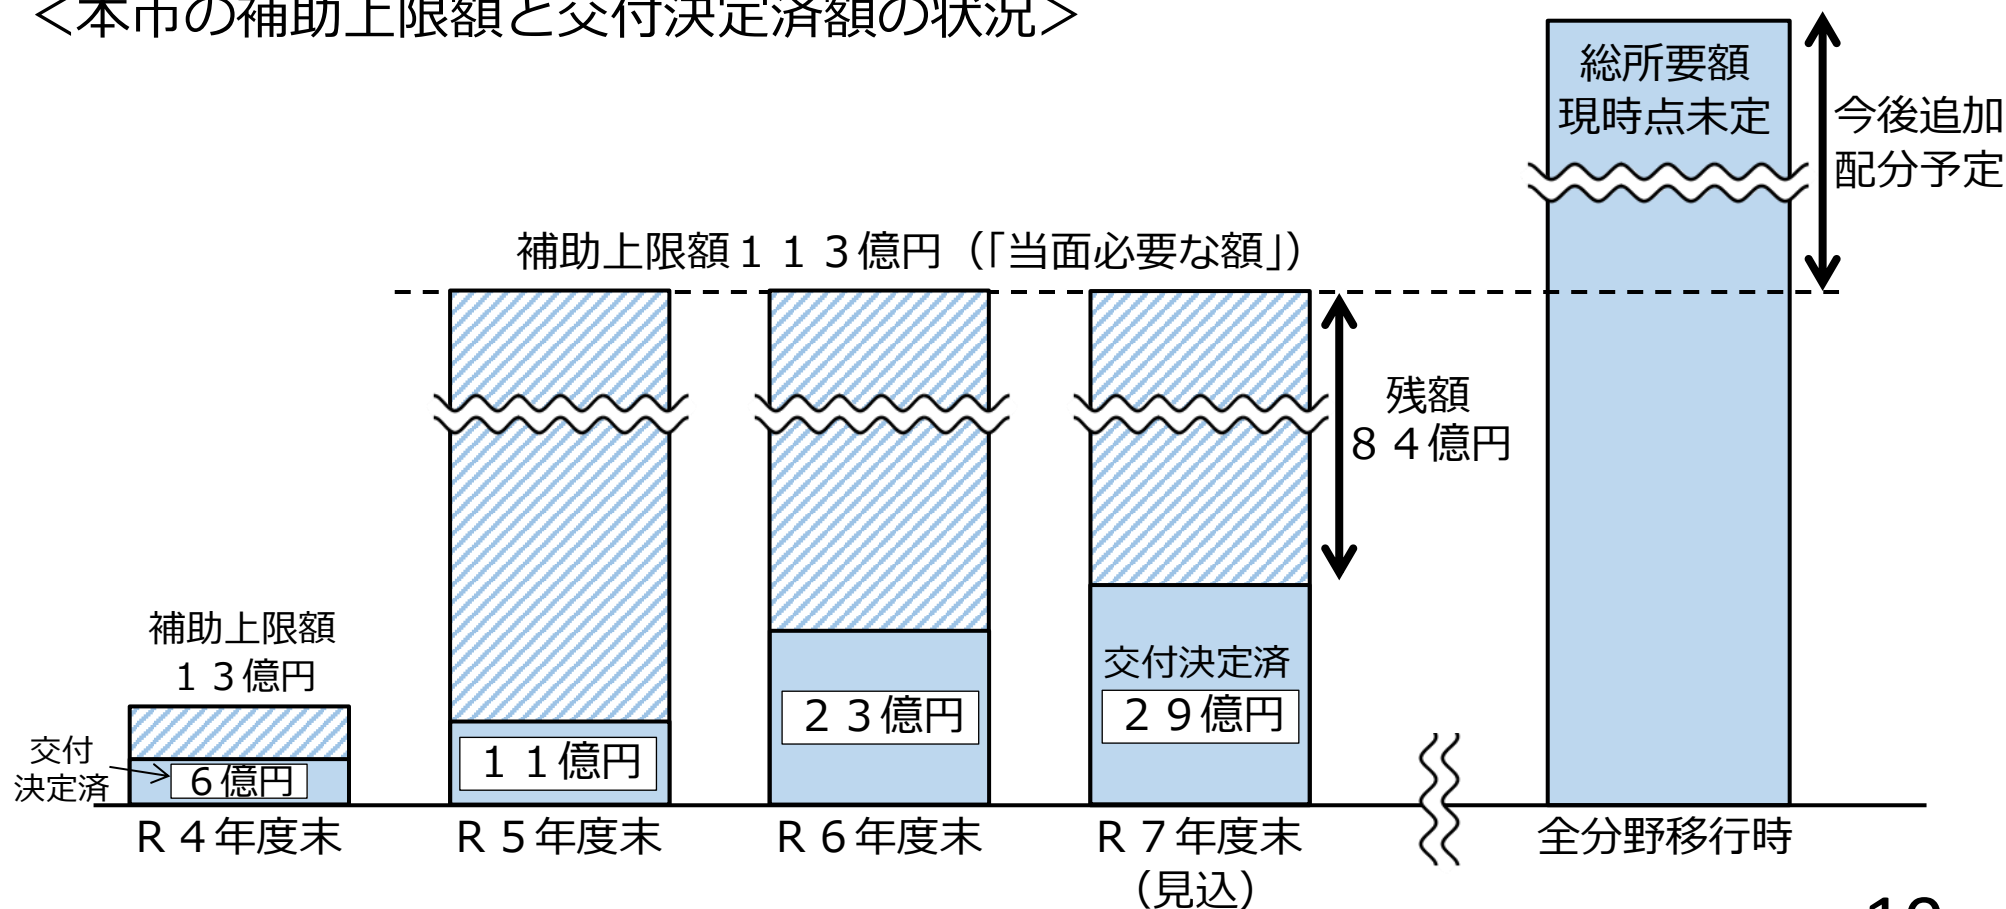 ＜本市の補助上限額と交付決定済額の状況＞
総所要額
現時点未定
今後追加
配分予定
補助上限額１１３億円（「当面必要な額」）
残額
８４億円
補助上限額
１３億円
交付
決定済
６億円
１１億円
２３億円
交付決定済
２９億円
Ｒ４年度末
Ｒ５年度末
Ｒ６年度末
Ｒ７年度末
（見込）
全分野移行時